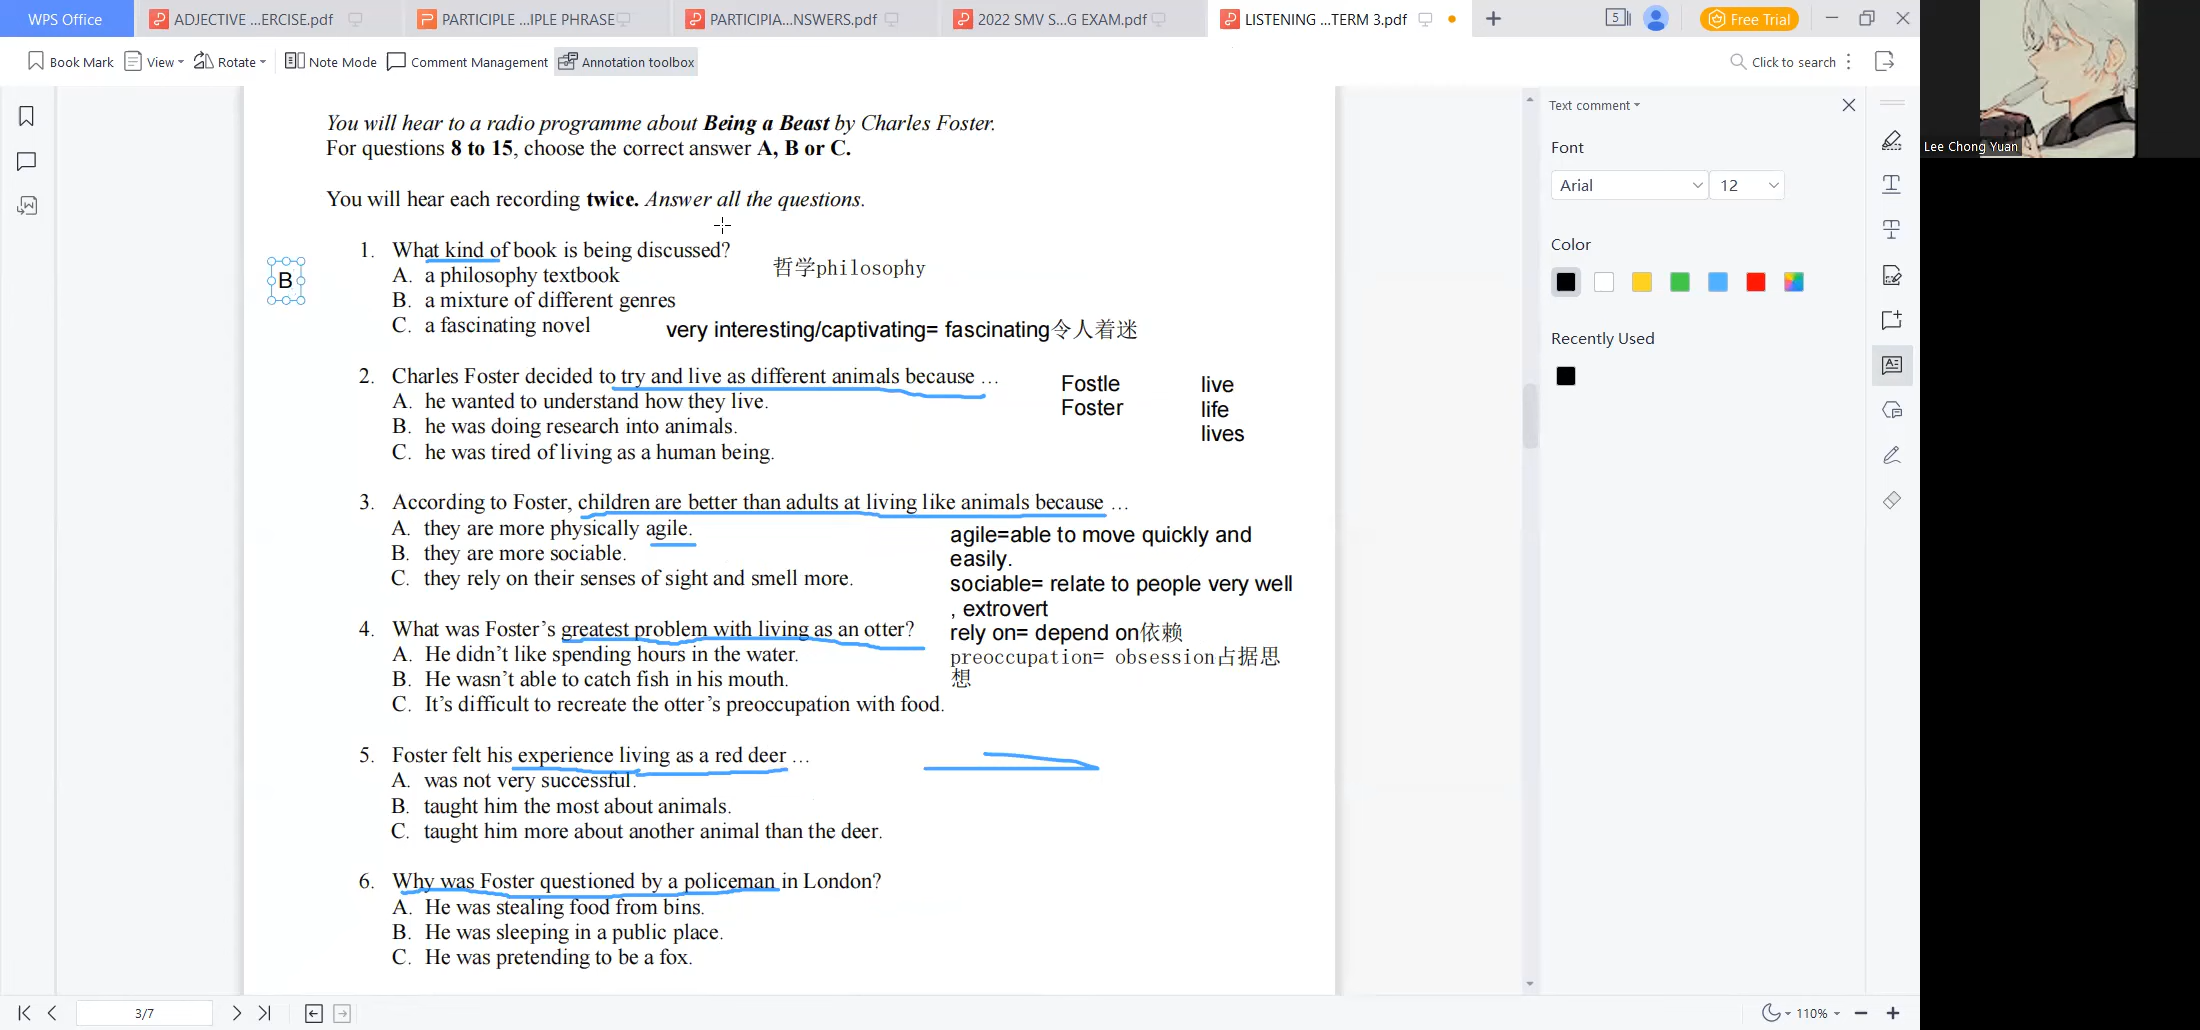 WPS Office
ADJECTIVE ...ERCISE.pdf
PARTICIPLE ...IPLE PHRASE
PARTICIPIA...NSWERS.pdf
2022 SMV S...G EXAM.pdf
LISTENING ...TERM 3.pdf
5
Free Trial
Book Mark
View
Rotate
Note Mode
Comment Management
Annotation toolbox
Click to search
You will hear to a radio programme about Being a Beast by Charles Foster.
For questions 8 to 15, choose the correct answer A, B or C.
You will hear each recording twice. Answer all the questions.
B
1. What kind of book is being discussed?
A. a philosophy textbook
哲学philosophy
B. a mixture of different genres
C. a fascinating novel
very interesting/captivating= fascinating令人着迷
2. Charles Foster decided to try and live as different animals because ...
A. he wanted to understand how they live.
B. he was doing research into animals.
C. he was tired of living as a human being.
Fostle
Foster
live
life
lives
3. According to Foster, children are better than adults at living like animals because ...
A. they are more physically agile.
B. they are more sociable.
C. they rely on their senses of sight and smell more.
agile=able to move quickly and
easily.
sociable= relate to people very well
, extrovert
rely on= depend on依赖
preoccupation= obsession占据思
想
4. What was Foster's greatest problem with living as an otter?
A. He didn't like spending hours in the water.
B. He wasn't able to catch fish in his mouth.
C. It's difficult to recreate the otter's preoccupation with food.
5. Foster felt his experience living as a red deer ...
A. was not very successful.
B. taught him the most about animals.
C. taught him more about another animal than the deer.
6. Why was Foster questioned by a policeman in London?
A. He was stealing food from bins.
B. He was sleeping in a public place.
C. He was pretending to be a fox.
Text comment
Font
Arial
12
Color
Recently Used
Lee Chong Yuan
3/7
110%